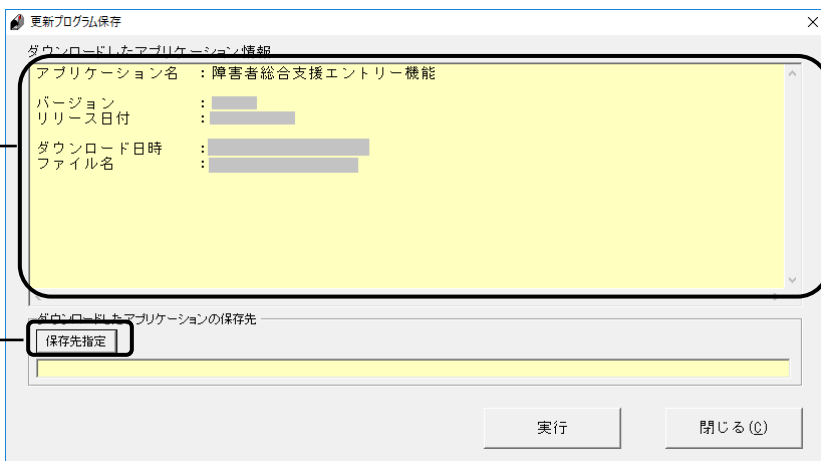 更新プログラム保存
ダウンロードしたアプリケーション情報
アプリケーション名 ：障害者総合支援エントリー機能
バージョン ：
リリース日付 ：
ダウンロード日時 ：
ファイル名 ：
ダウンロードしたアプリケーションの保存先
保存先指定
実行
閉じる(C)